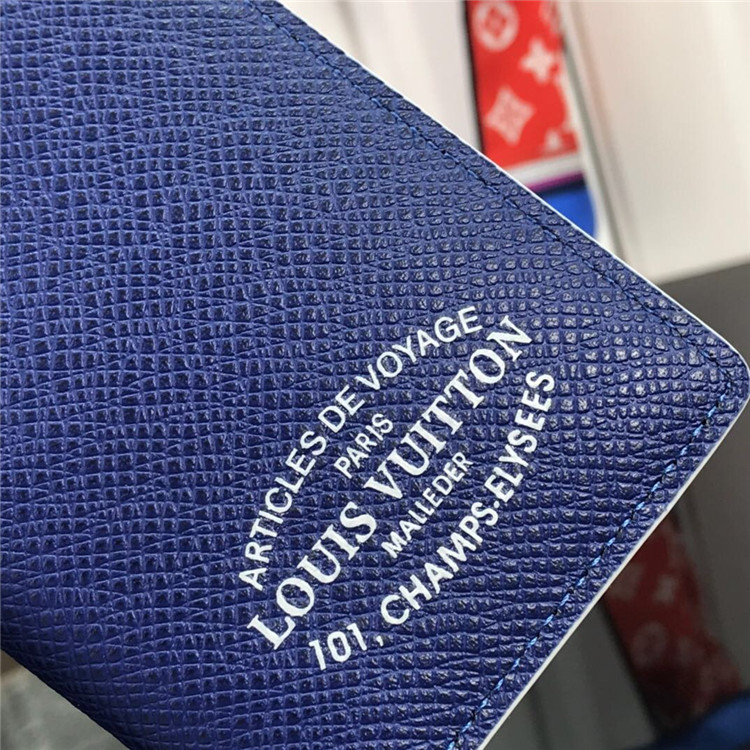 ARTICLES DE VOYAGE
PARIS
LOUIS VUITTON
MALLEDER
101, CHAMPS-ELYSEES